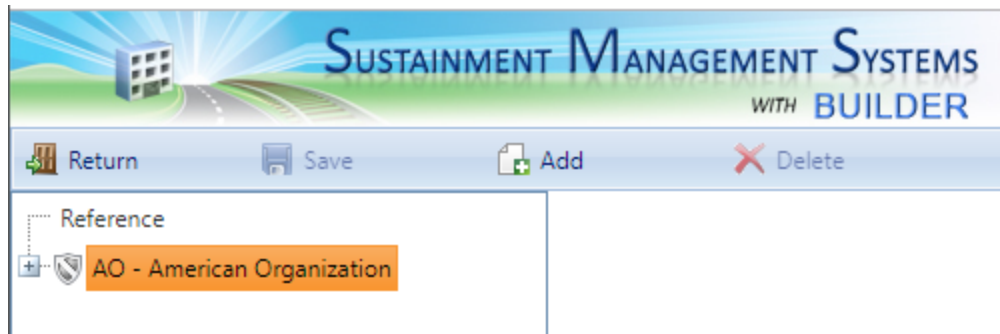 SUSTAINMENT MANAGEMENT SYSTEMS
WITH BUILDER
Return Save Add Delete
Reference
AO - American Organization